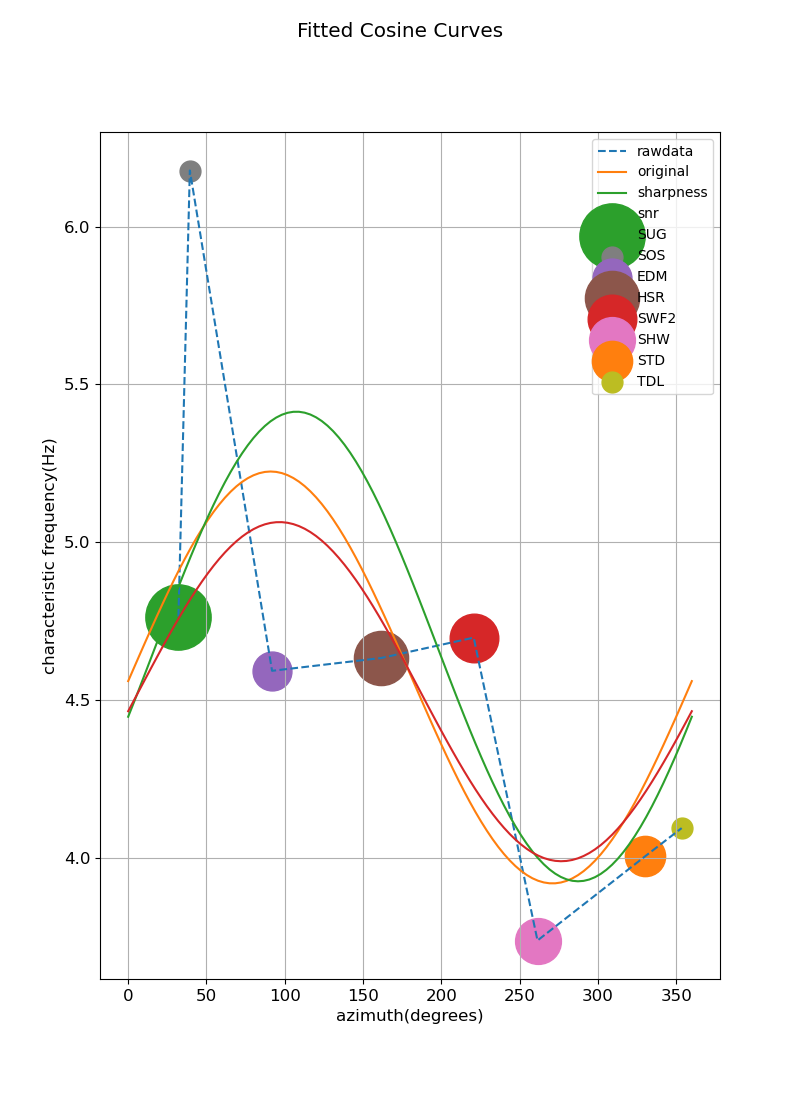 Fitted Cosine Curves
rawdata
original
sharpness
snr
SUG
SOS
EDM
HSR
SWF2
SHW
STD
TDL
6.0
5.5
5.0
4.5
4.0
characteristic frequency(Hz)
0 50 100 150 200 250 300 350
azimuth(degrees)